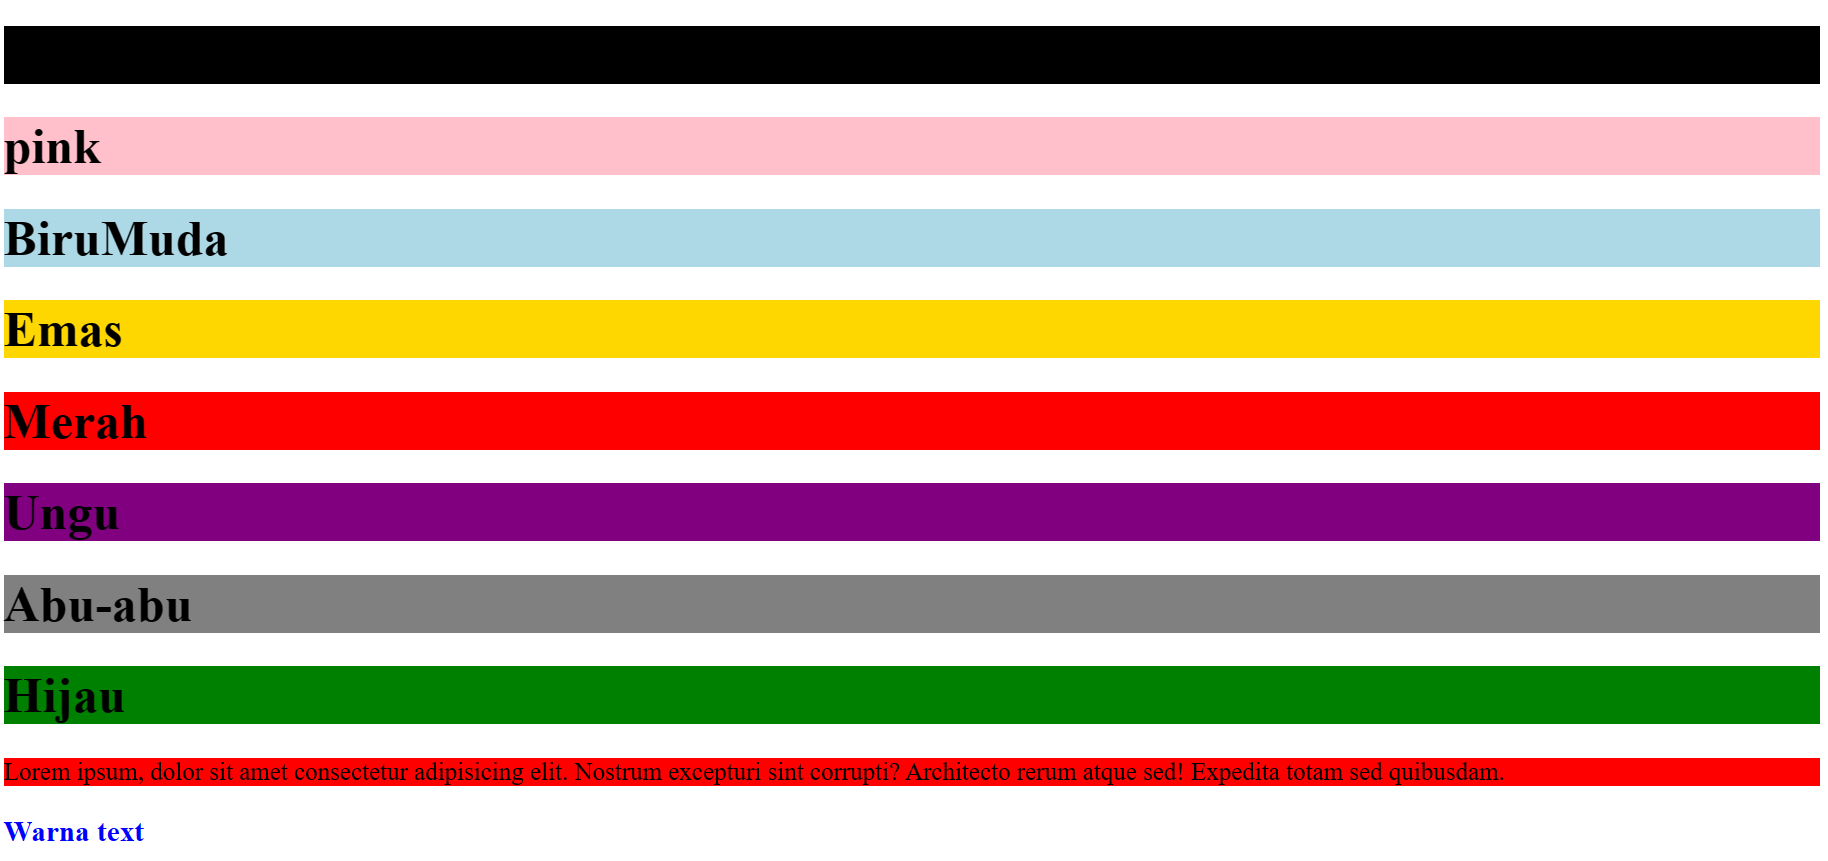 pink
BiruMuda
Emas
Merah
Ungu
Abu-abu
Hijau
Lorem ipsum, dolor sit amet consectetur adipisicing elit. Nostrum excepturi sint corrupti? Architecto rerum atque sed! Expedita totam sed quibusdam.
Warna text